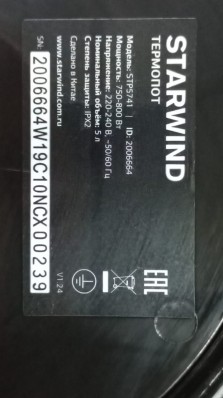 STARWIND
ТЕРМОПОТ
Модель: STP5741 | ID: 2006664
Мощность: 750-800 Вт
Напряжение: 220-240 В, ~50/60 Гц
Номинальный объём: 5 л
Степень защиты: IPX2
Сделано в Китае
www.starwind.com.ru
SN: 2006664W19C10NCX00239
V1.24
EAC